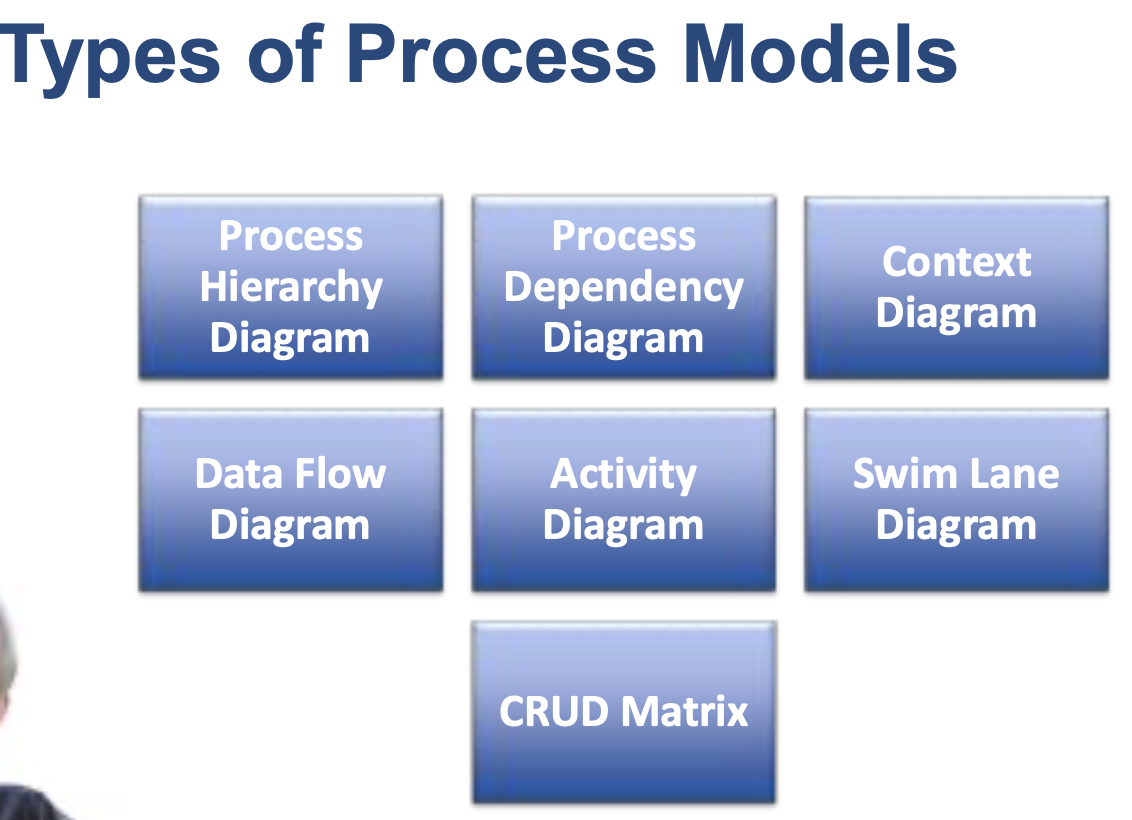 Types of Process Models
Process
Hierarchy
Diagram
Process
Dependency
Diagram
Context
Diagram
Data Flow
Diagram
Activity
Diagram
Swim Lane
Diagram
CRUD Matrix